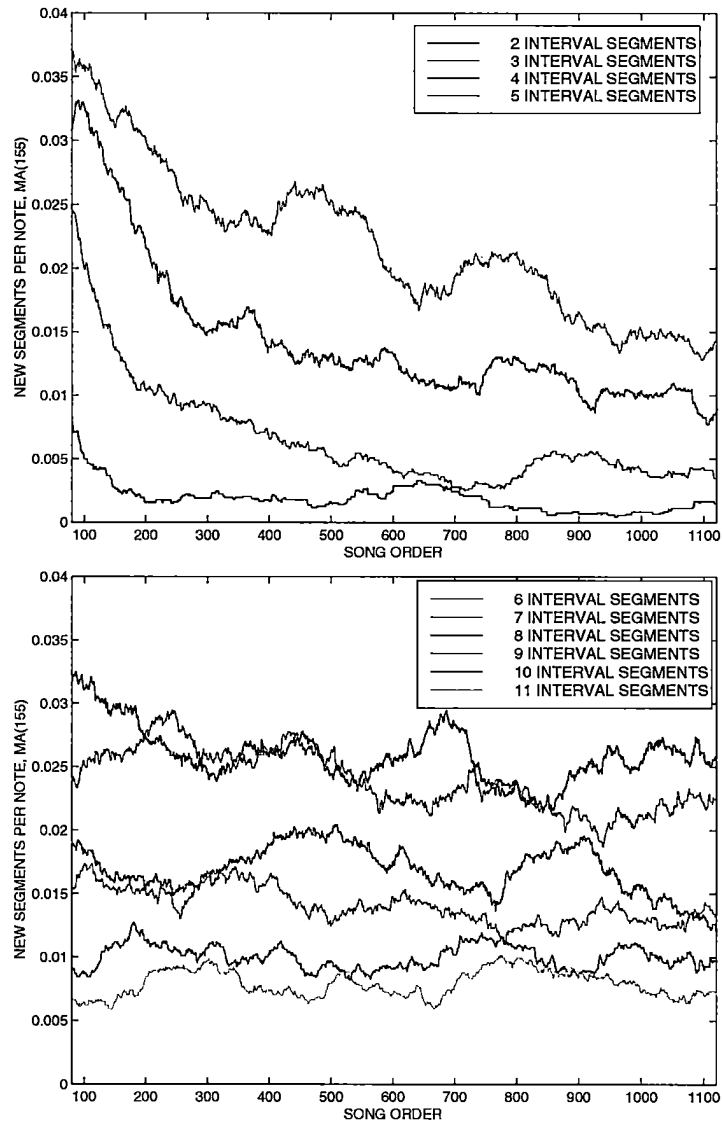 0.04
0.035
0.03
0.025
0.02
0.015
0.01
0.005
0
NEW SEGMENTS PER NOTE, MA(155)
2 INTERVAL SEGMENTS
3 INTERVAL SEGMENTS
4 INTERVAL SEGMENTS
5 INTERVAL SEGMENTS
100 200 300 400 500 600 700 800 900 1000 1100
SONG ORDER
0.04
0.035
0.03
0.025
0.02
0.015
0.01
0.005
0
NEW SEGMENTS PER NOTE, MA(155)
6 INTERVAL SEGMENTS
7 INTERVAL SEGMENTS
8 INTERVAL SEGMENTS
9 INTERVAL SEGMENTS
10 INTERVAL SEGMENTS
11 INTERVAL SEGMENTS
100 200 300 400 500 600 700 800 900 1000 1100
SONG ORDER